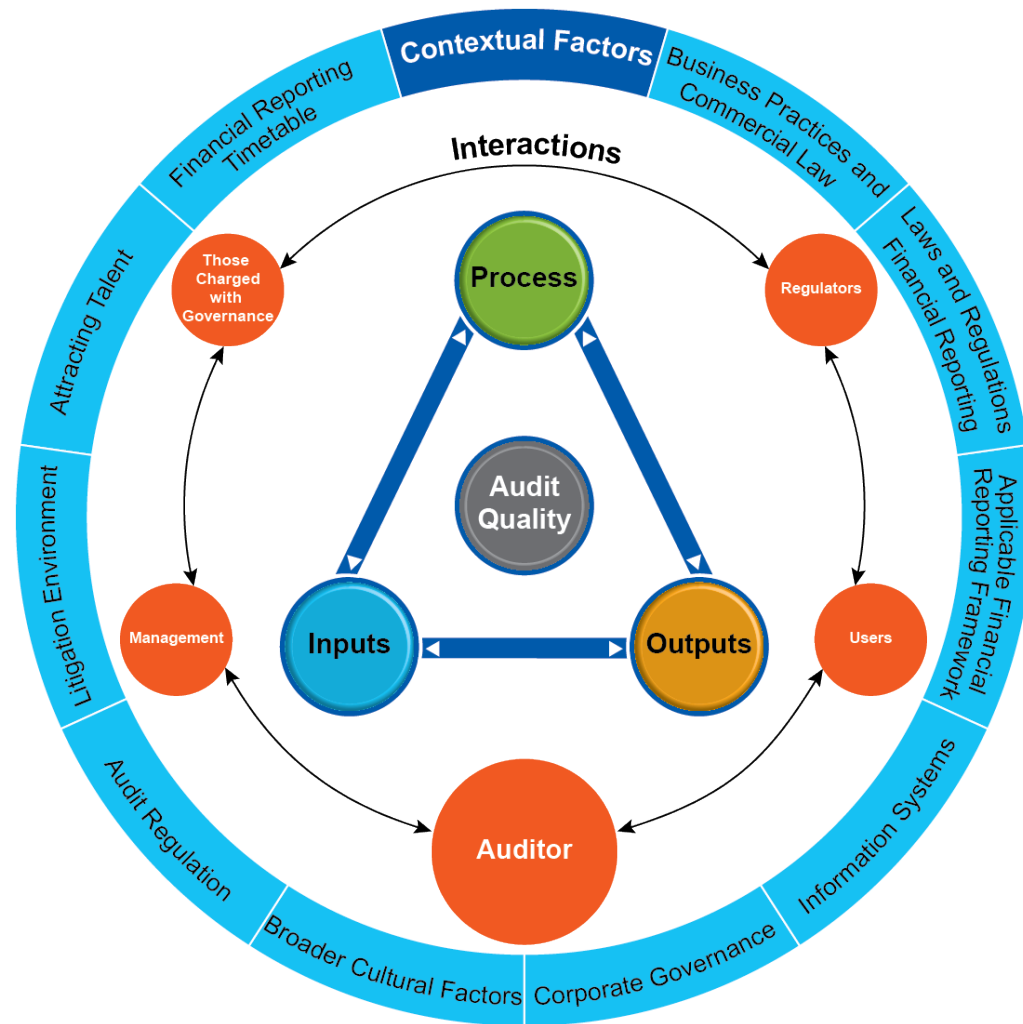 Contextual Factors
Business Practices and
Commercial Law
Laws and Regulations
Financial Reporting
Applicable Financial
Reporting Framework
Information Systems
Corporate Governance
Broader Cultural Factors
Audit Regulation
Litigation Environment
Attracting Talent
Financial Reporting
Timetable
Interactions
Those
Charged
with
Governance
Regulators
Management
Users
Auditor
Process
Audit
Quality
Inputs
Outputs